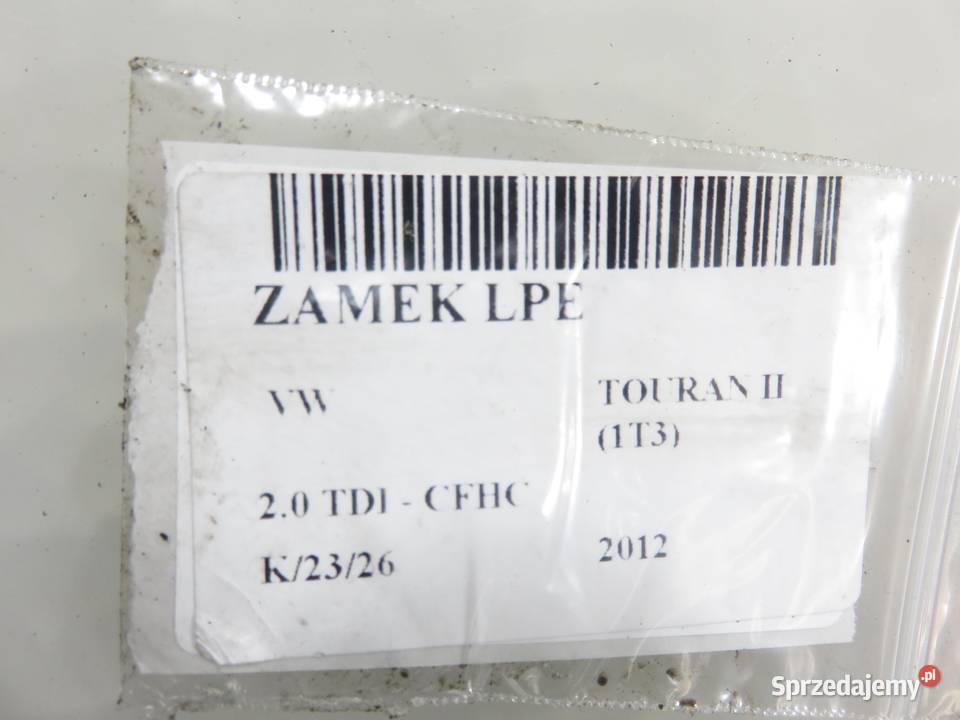 ZAMEK LPE
VW
TOURAN II
(1T3)
2.0 TDI - CFHC
K/23/26
2012
Sprzedajemy.pl